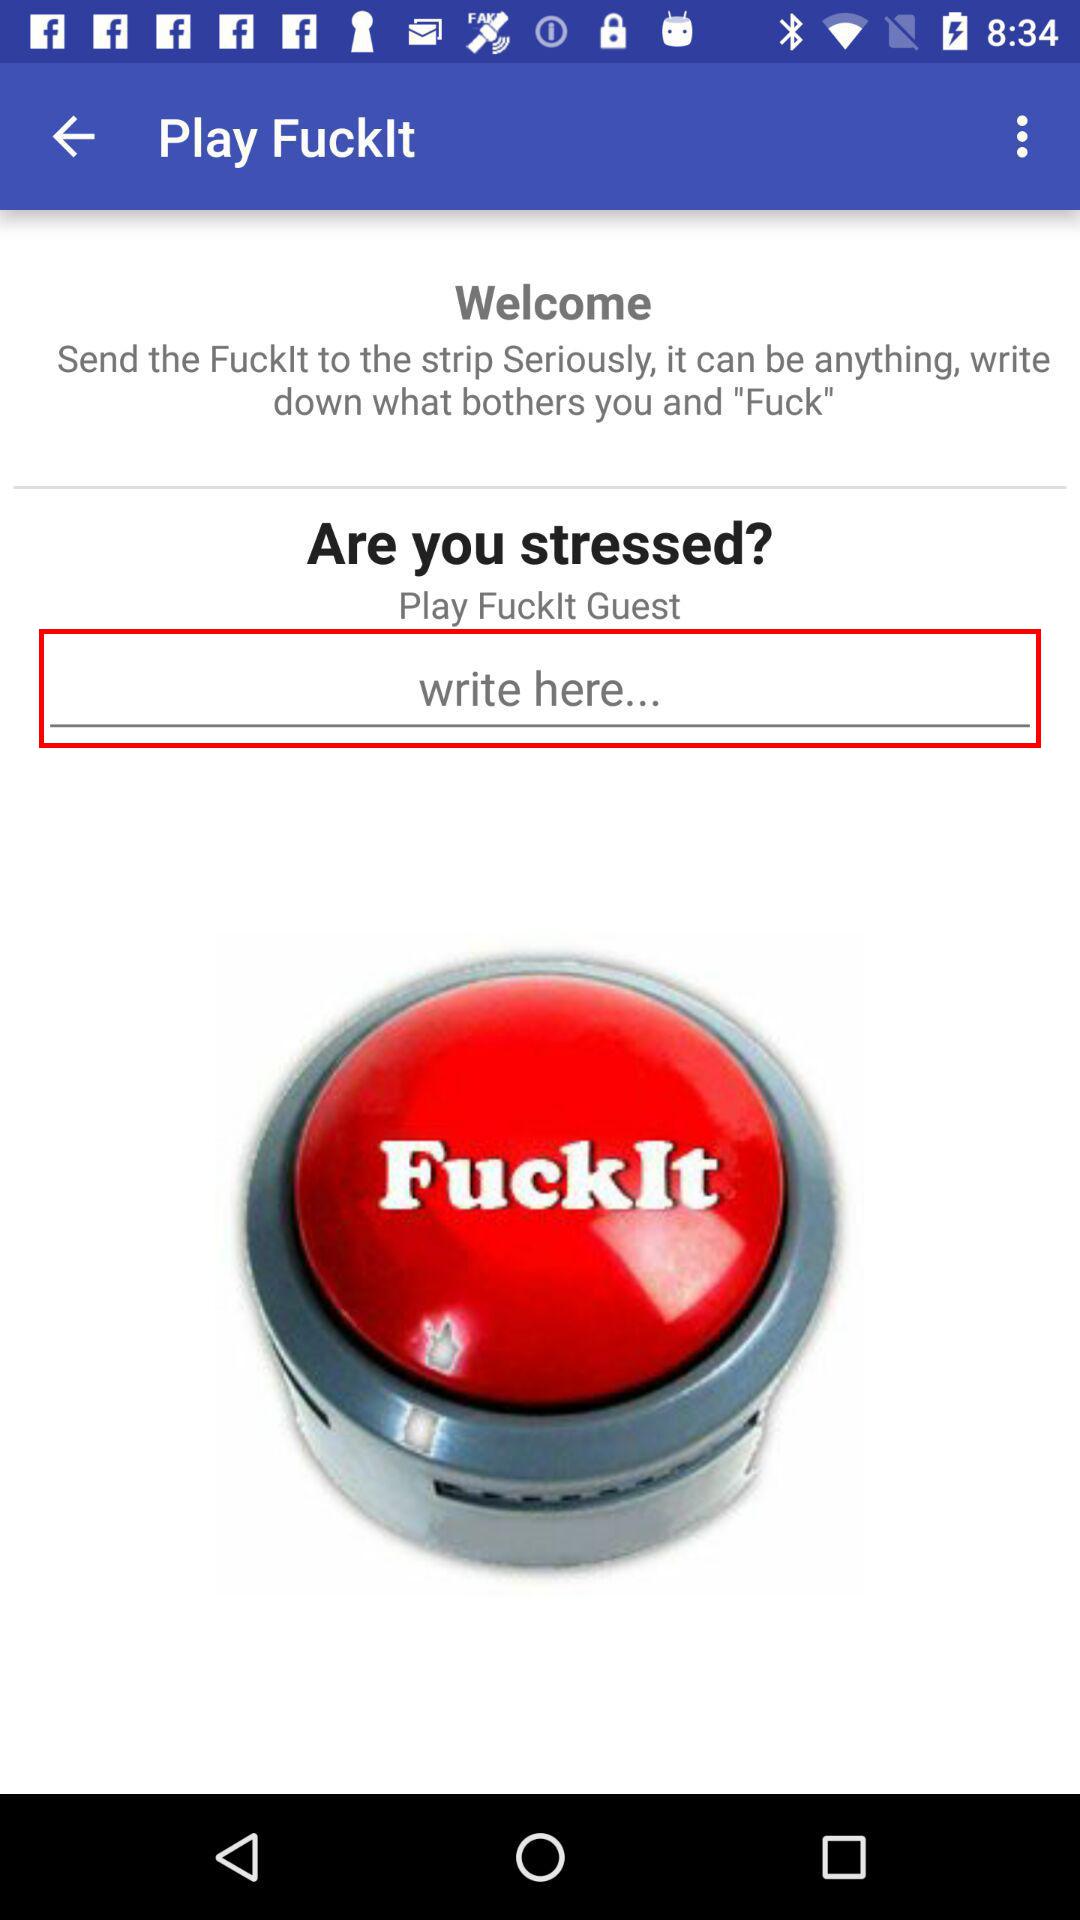 FAKE
8:34
Play FuckIt
Welcome
Send the FuckIt to the strip Seriously, it can be anything, write
down what bothers you and "Fuck"
Are you stressed?
Play FuckIt Guest
write here...
FuckIt